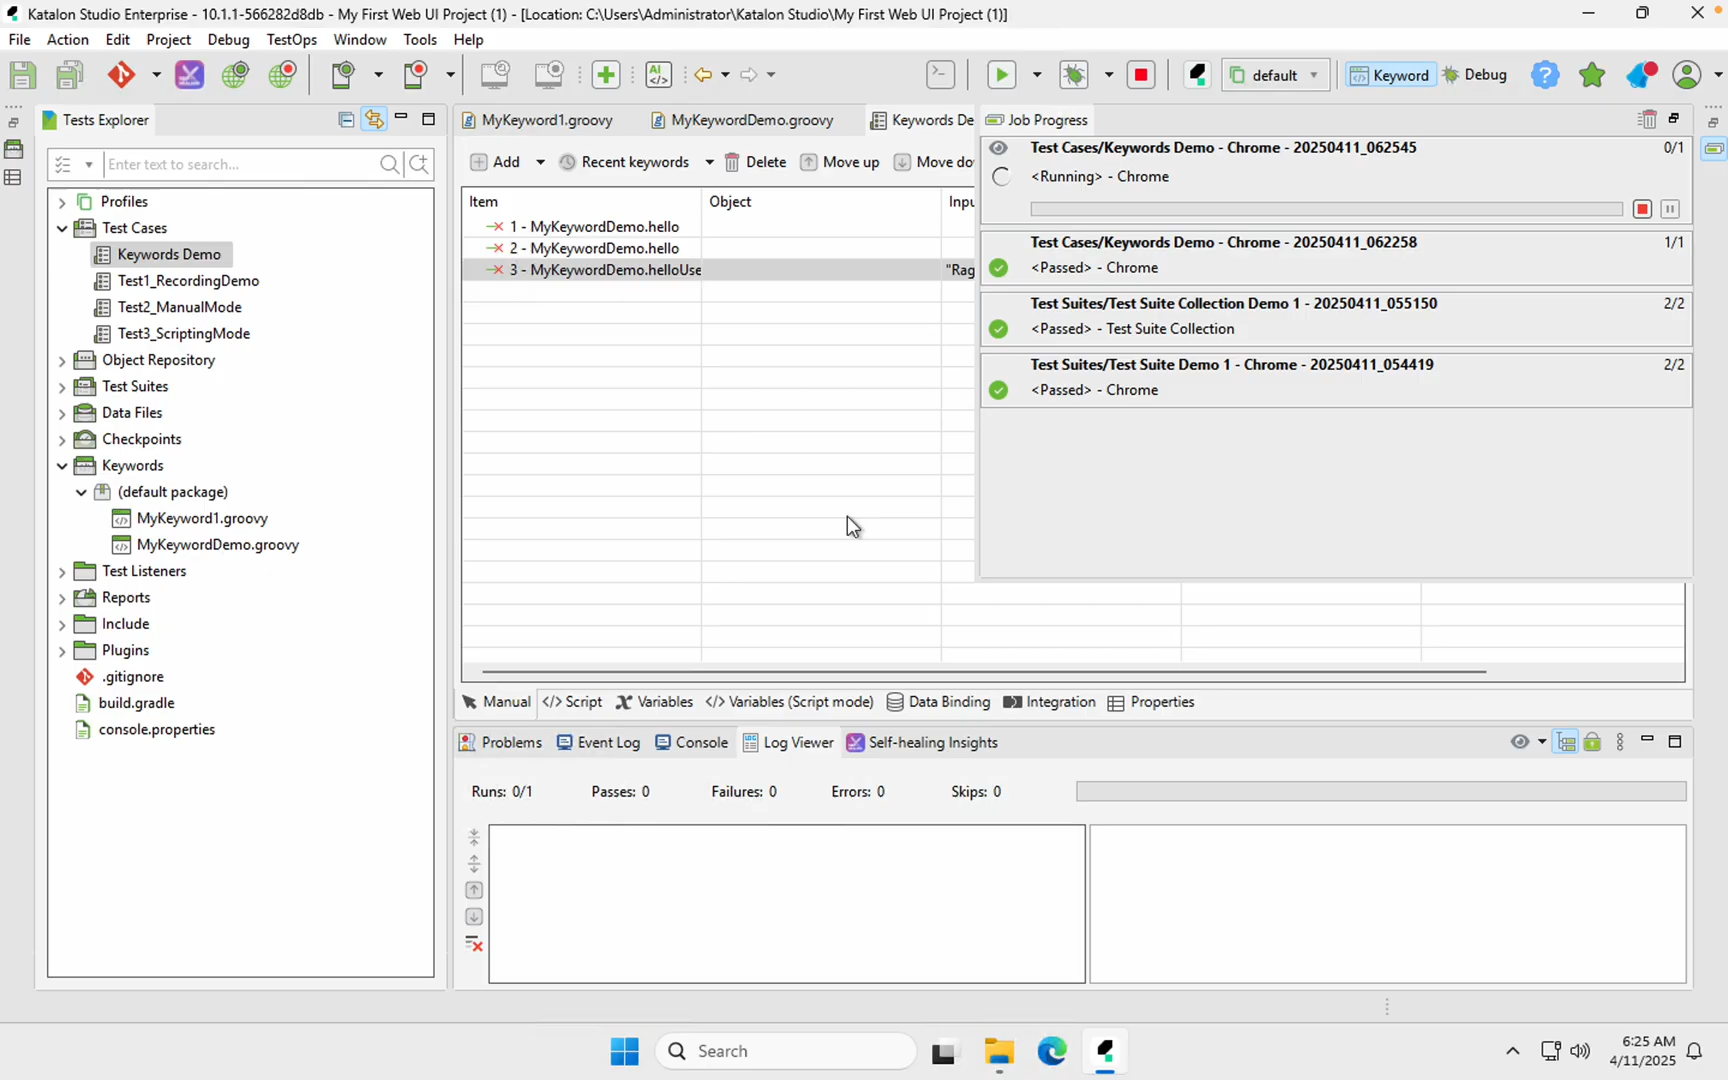 Katalon Studio Enterprise - 10.1.1-566282d8db - My First Web UI Project (1) - [Location: C:\Users\Administrator\Katalon Studio\My First Web UI Project (1)]
File Action Edit Project Debug TestOps Window Tools Help
default Keyword Debug
Tests Explorer
Enter text to search...
Profiles
Test Cases
Keywords Demo
Test1_RecordingDemo
Test2_ManualMode
Test3_ScriptingMode
Object Repository
Test Suites
Data Files
Checkpoints
Keywords
(default package)
MyKeyword1.groovy
MyKeywordDemo.groovy
Test Listeners
Reports
Include
Plugins
.gitignore
build.gradle
console.properties
MyKeyword1.groovy MyKeywordDemo.groovy Keywords De
Add Recent keywords Delete Move up Move do
Item Object Inpu
1 - MyKeywordDemo.hello
2 - MyKeywordDemo.hello
3 - MyKeywordDemo.helloUse "Rag
Job Progress
Test Cases/Keywords Demo - Chrome - 20250411_062545 0/1
<Running> - Chrome
Test Cases/Keywords Demo - Chrome - 20250411_062258 1/1
<Passed> - Chrome
Test Suites/Test Suite Collection Demo 1 - 20250411_055150 2/2
<Passed> - Test Suite Collection
Test Suites/Test Suite Demo 1 - Chrome - 20250411_054419 2/2
<Passed> - Chrome
Manual </> Script Variables </> Variables (Script mode) Data Binding Integration Properties
Problems Event Log Console Log Viewer Self-healing Insights
Runs: 0/1 Passes: 0 Failures: 0 Errors: 0 Skips: 0
Search
6:25 AM
4/11/2025